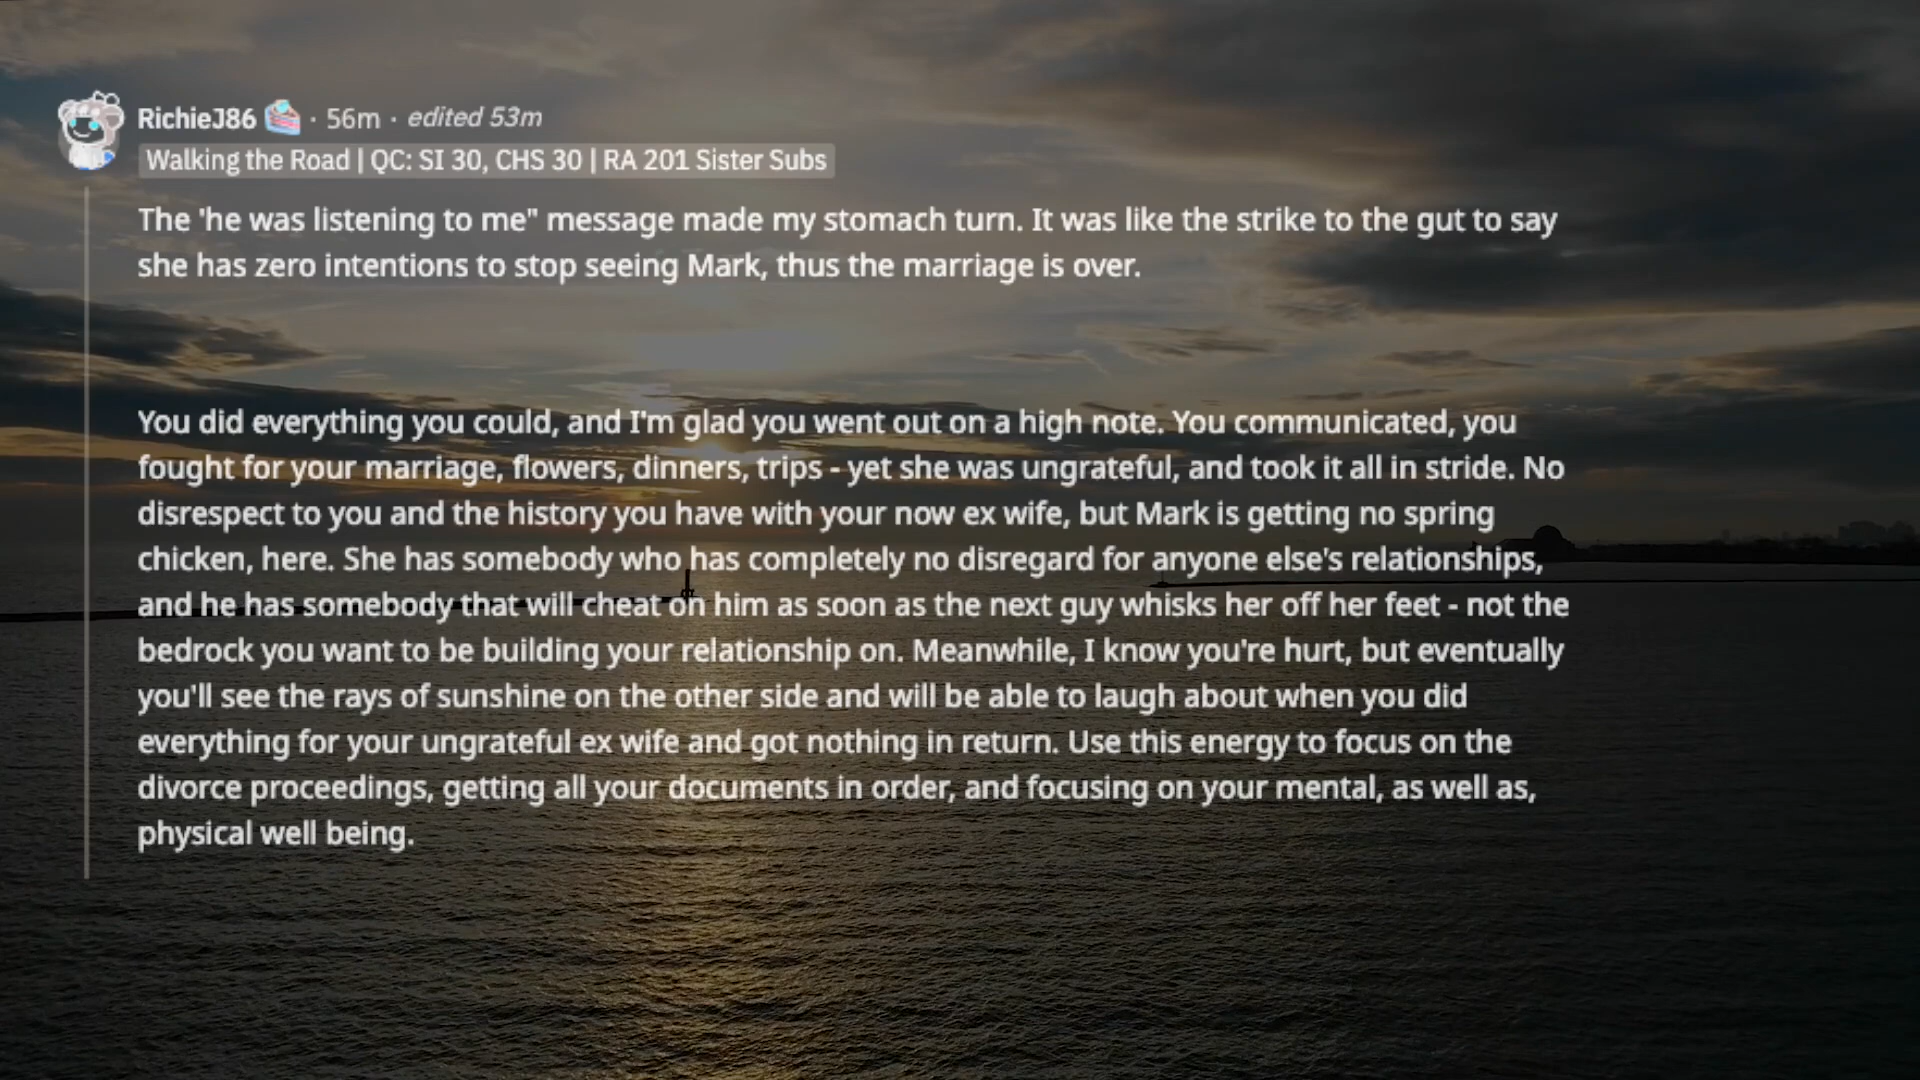 RichieJ86 · 56m · edited 53m
Walking the Road | QC: SI 30, CHS 30 | RA 201 Sister Subs
The 'he was listening to me" message made my stomach turn. It was like the strike to the gut to say
she has zero intentions to stop seeing Mark, thus the marriage is over.
You did everything you could, and I'm glad you went out on a high note. You communicated, you
fought for your marriage, flowers, dinners, trips - yet she was ungrateful, and took it all in stride. No
disrespect to you and the history you have with your now ex wife, but Mark is getting no spring
chicken, here. She has somebody who has completely no disregard for anyone else's relationships,
and he has somebody that will cheat on him as soon as the next guy whisks her off her feet - not the
bedrock you want to be building your relationship on. Meanwhile, I know you're hurt, but eventually
you'll see the rays of sunshine on the other side and will be able to laugh about when you did
everything for your ungrateful ex wife and got nothing in return. Use this energy to focus on the
divorce proceedings, getting all your documents in order, and focusing on your mental, as well as,
physical well being.